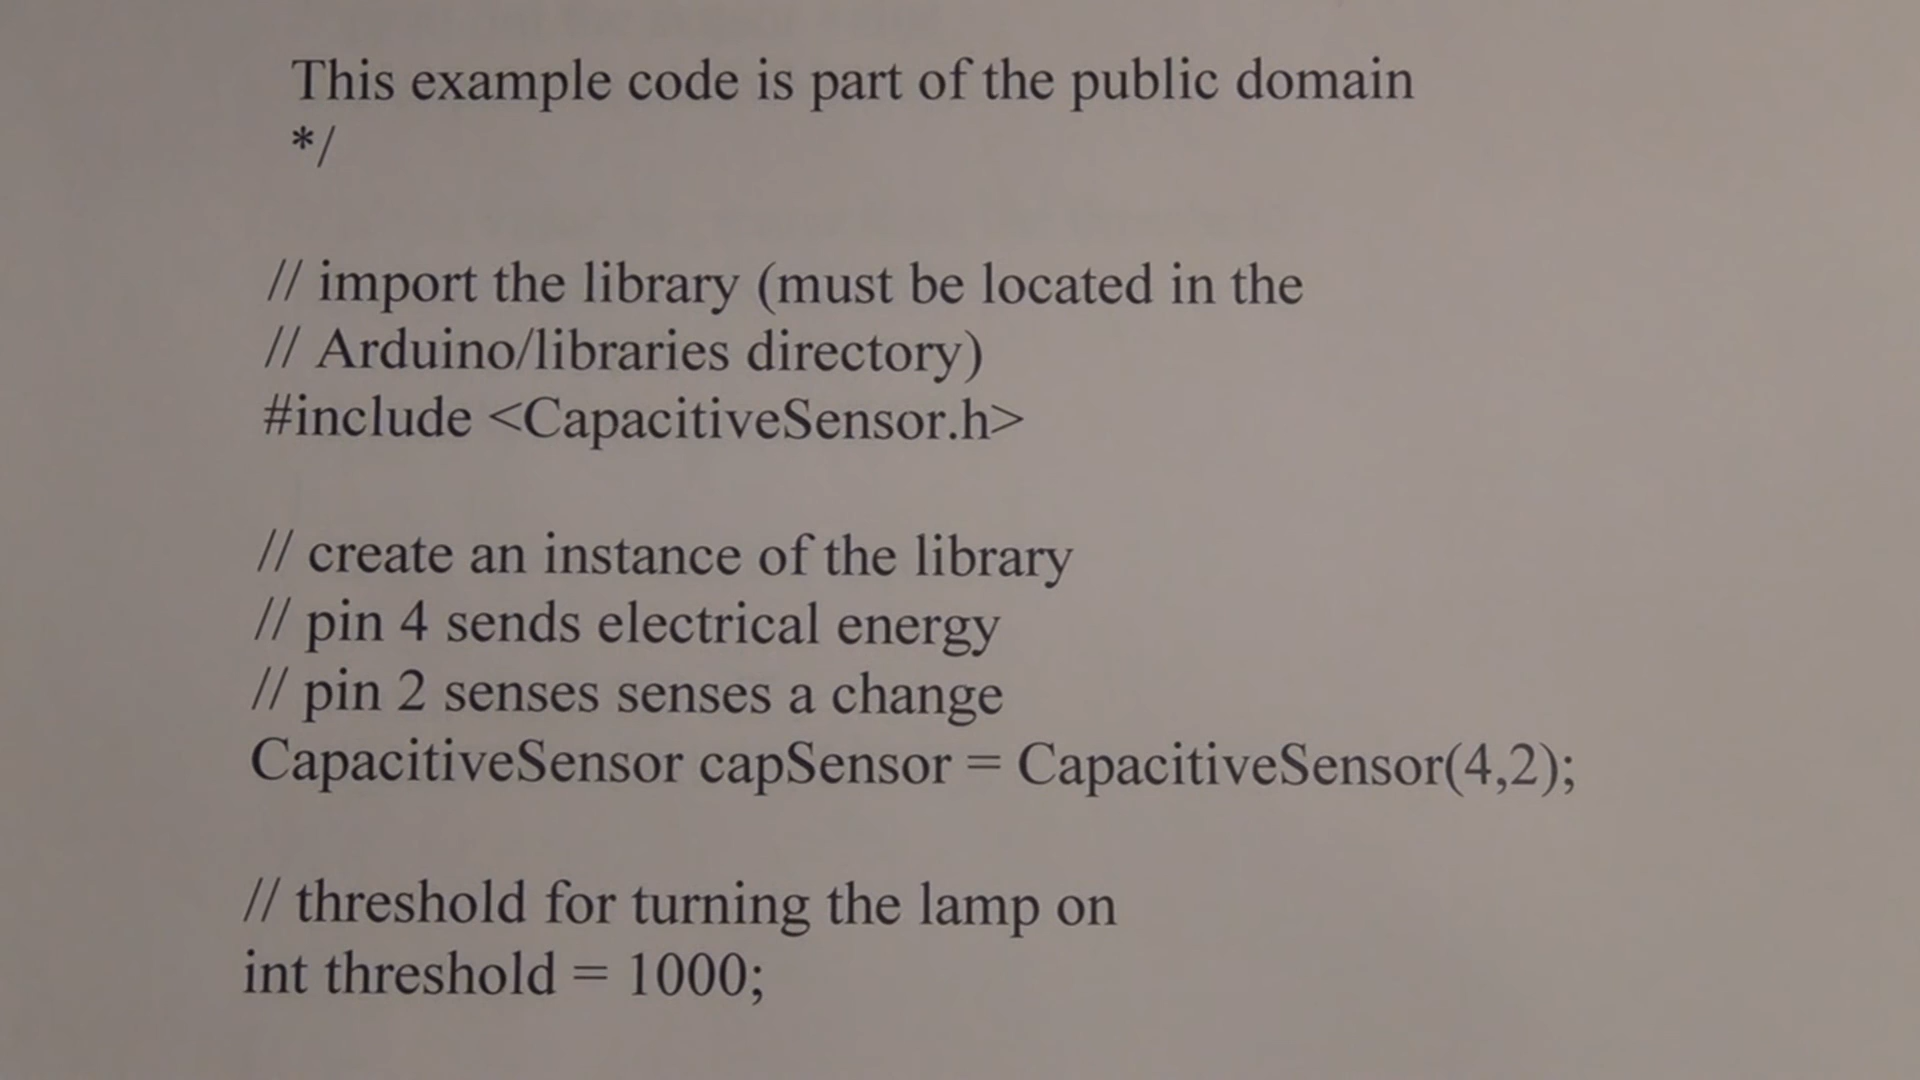 This example code is part of the public domain
*/
// import the library (must be located in the
// Arduino/libraries directory)
#include <CapacitiveSensor.h>
// create an instance of the library
// pin 4 sends electrical energy
// pin 2 senses senses a change
CapacitiveSensor capSensor = CapacitiveSensor(4,2);
// threshold for turning the lamp on
int threshold = 1000;